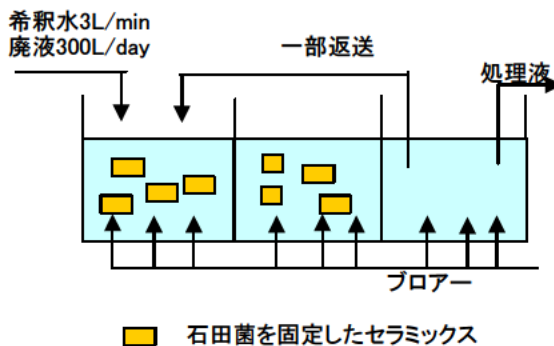 希釈水3L/min
廃液300L/day
一部返送
処理液
ブロアー
石田菌を固定したセラミックス